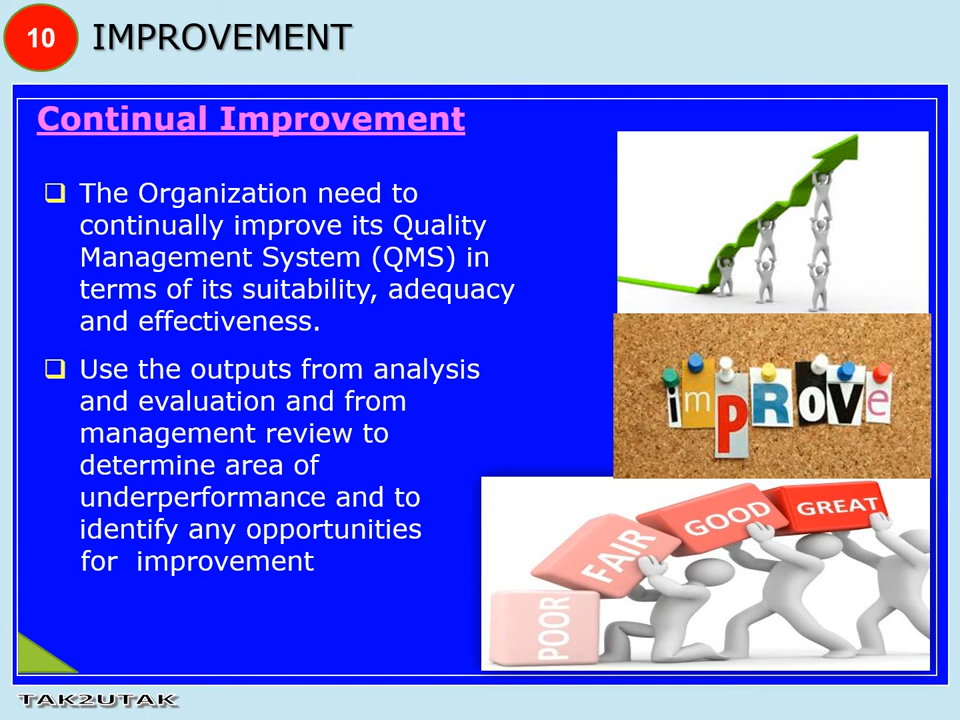 10
IMPROVEMENT
Continual Improvement
The Organization need to
continually improve its Quality
Management System (QMS) in
terms of its suitability, adequacy
and effectiveness.
Use the outputs from analysis
and evaluation and from
management review to
determine area of
underperformance and to
identify any opportunities
for improvement
improve
POOR
FAIR
GOOD
GREAT
TAK2UTAK